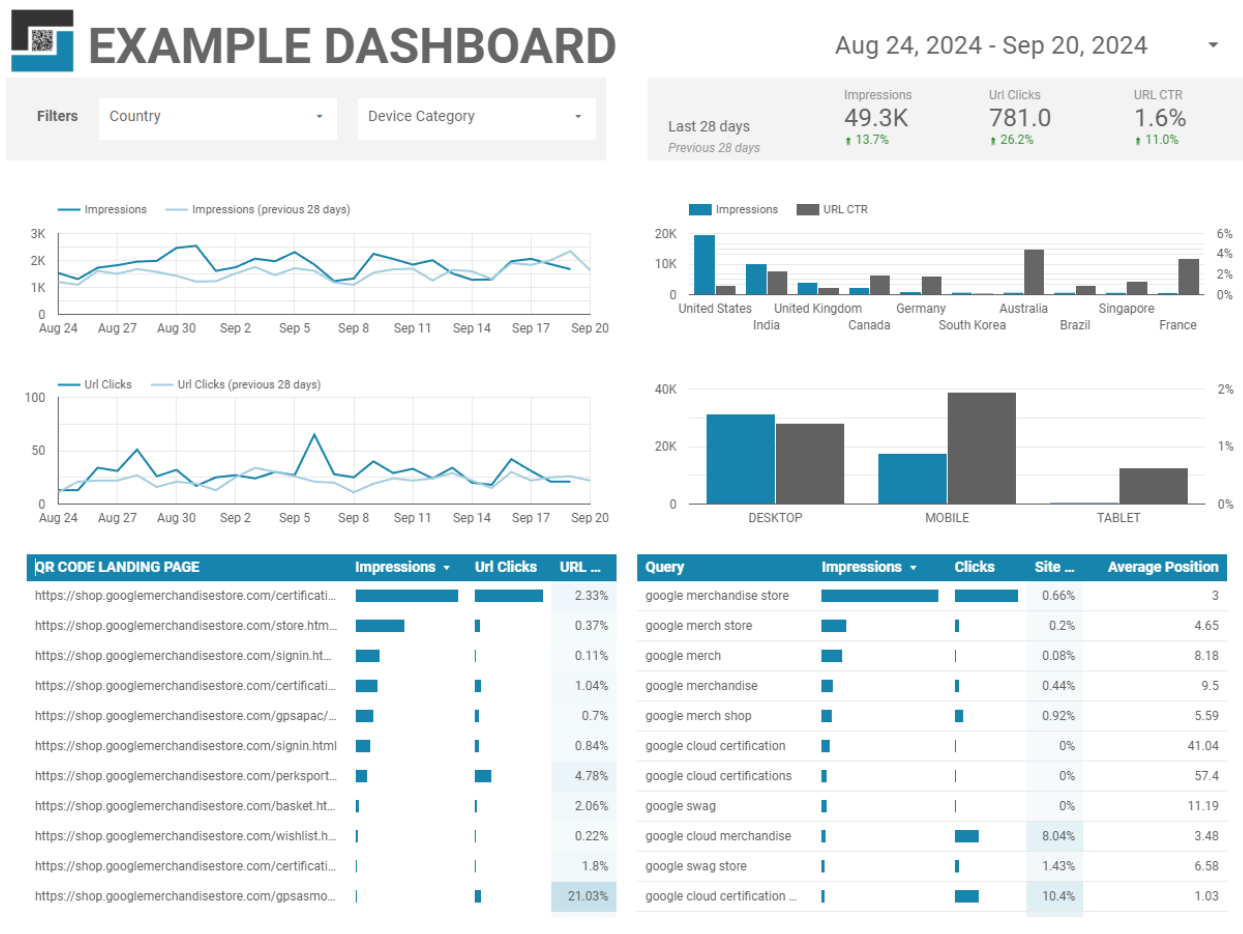 EXAMPLE DASHBOARD
Aug 24, 2024 - Sep 20, 2024
Filters
Country
Device Category
Last 28 days
Previous 28 days
Impressions
49.3K
13.7%
Url Clicks
781.0
26.2%
URL CTR
1.6%
11.0%
Impressions Impressions (previous 28 days)
3K
2K
1K
0
Aug 24 Aug 27 Aug 30 Sep 2 Sep 5 Sep 8 Sep 11 Sep 14 Sep 17 Sep 20
Impressions URL CTR
20K 6%
4%
10K 2%
0 0%
United States United Kingdom Germany Australia Singapore
India Canada South Korea Brazil France
Url Clicks Url Clicks (previous 28 days)
100
50
0
Aug 24 Aug 27 Aug 30 Sep 2 Sep 5 Sep 8 Sep 11 Sep 14 Sep 17 Sep 20
40K 2%
20K 1%
0 0%
DESKTOP MOBILE TABLET
QR CODE LANDING PAGE Impressions Url Clicks URL ...
https://shop.googlemerchandisestore.com/certificati... 2.33%
https://shop.googlemerchandisestore.com/store.htm... 0.37%
https://shop.googlemerchandisestore.com/signin.ht... 0.11%
https://shop.googlemerchandisestore.com/certificati... 1.04%
https://shop.googlemerchandisestore.com/gpsapac/... 0.7%
https://shop.googlemerchandisestore.com/signin.html 0.84%
https://shop.googlemerchandisestore.com/perksport... 4.78%
https://shop.googlemerchandisestore.com/basket.ht... 2.06%
https://shop.googlemerchandisestore.com/wishlist.h... 0.22%
https://shop.googlemerchandisestore.com/certificati... 1.8%
https://shop.googlemerchandisestore.com/gpsasmo... 21.03%
Query Impressions Clicks Site ... Average Position
google merchandise store 0.66% 3
google merch store 0.2% 4.65
google merch 0.08% 8.18
google merchandise 0.44% 9.5
google merch shop 0.92% 5.59
google cloud certification 0% 41.04
google cloud certifications 0% 57.4
google swag 0% 11.19
google cloud merchandise 8.04% 3.48
google swag store 1.43% 6.58
google cloud certification ... 10.4% 1.03